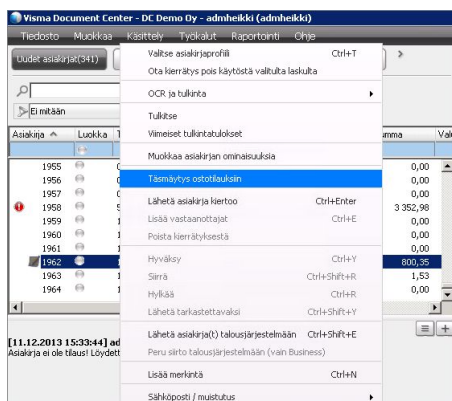 Visma Document Center - DC Demo Oy - admheikki (admheikki)
Tiedosto Muokkaa Käsittely Työkalut Raportointi Ohje
Uudet asiakirjat(341)
Valitse asiakirjaprofiili Ctrl+T
Ota kierrätys pois käytöstä valitulta laskulta
OCR ja tulkinta
Ei mitään
Tulkitse
Viimeiset tulkintatulokset
Asiakirja Luokka
Muokkaa asiakirjan ominaisuuksia
1955 0,00
Täsmäytys ostotilauksiin
1956 0,00
1957 0,00
Lähetä asiakirja kiertoo Ctrl+Enter
1958 3 352,98
Lisää vastaanottajat Ctrl+E
1959 0,00
Poista kierrätyksestä
1960 0,00
1961 0,00
Hyväksy Ctrl+Y
1962 800,35
Siirrä Ctrl+Shift+R
1963 1,53
Hylkää Ctrl+R
1964 0,00
Lähetä tarkastettavaksi Ctrl+Shift+Y
Lähetä asiakirja(t) talousjärjestelmään Ctrl+Shift+E
[11.12.2013 15:33:44] ad
Peru siirto talousjärjestelmään (vain Business)
Asiakirja ei ole tilaus! Löydett
Lisää merkintä Ctrl+N
Sähköposti / muistutus